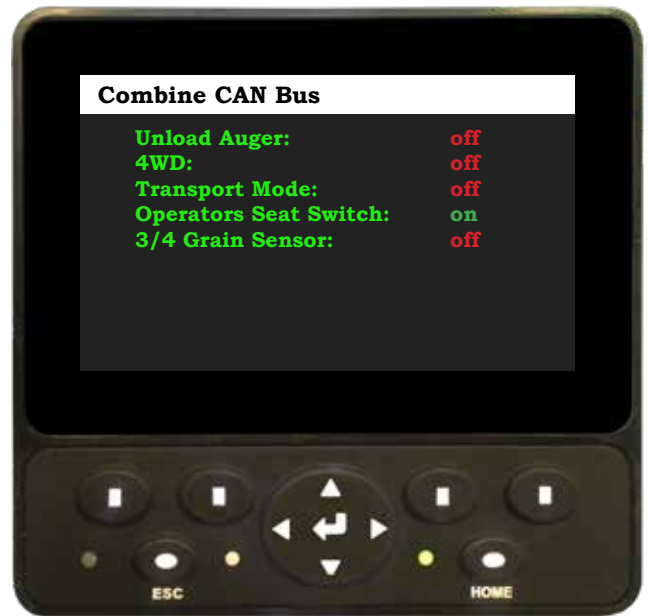 Combine CAN Bus
Unload Auger: off
4WD: off
Transport Mode: off
Operators Seat Switch: on
3/4 Grain Sensor: off
ESC
HOME